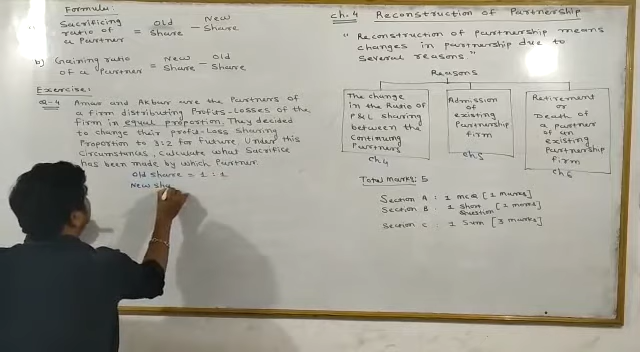 Formula:
Sacrificing ratio of a Partner = Old Share - New Share
b) Gaining ratio of a Partner = New Share - Old Share
Exercise:
Q-4 Amar and Akbar are the Partners of
a firm distributing Profits-Losses of the
firm in equal proportion. They decided
to change their profit-loss sharing
Proportion to 3:2 for future. Under this
Circumstances, calculate what Sacrifice
has been made by which Partner.
Old share = 1 : 1
New sha
ch.4 Reconstruction of Partnership
" Reconstruction of partnership means
changes in partnership due to
several reasons.
Reasons
The change
in the Ratio of
P & L sharing
between the
Continuing
Partners
ch.4
Admission
of
existing
Partnership
firm
ch.5
Retirement
or
Death of
a partner
of an
existing
Partnership
firm
ch.6
Total marks: 5
Section A : 1 MCQ [1 mark]
Section B : 1 Short Question [1 mark]
Section C : 1 Sum [3 marks]